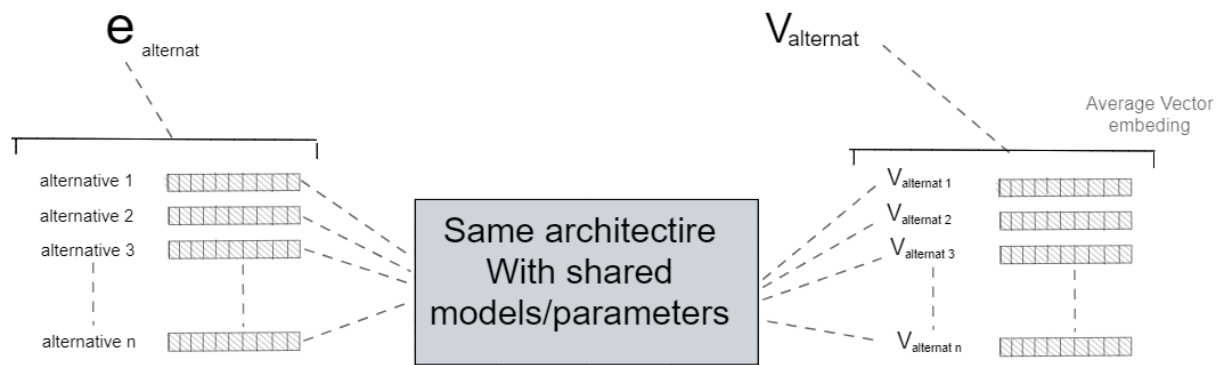 e alternat
V alternat
Average Vector
embeding
alternative 1
alternative 2
alternative 3
alternative n
Same architectire
With shared
models/parameters
V alternat 1
V alternat 2
V alternat 3
V alternat n